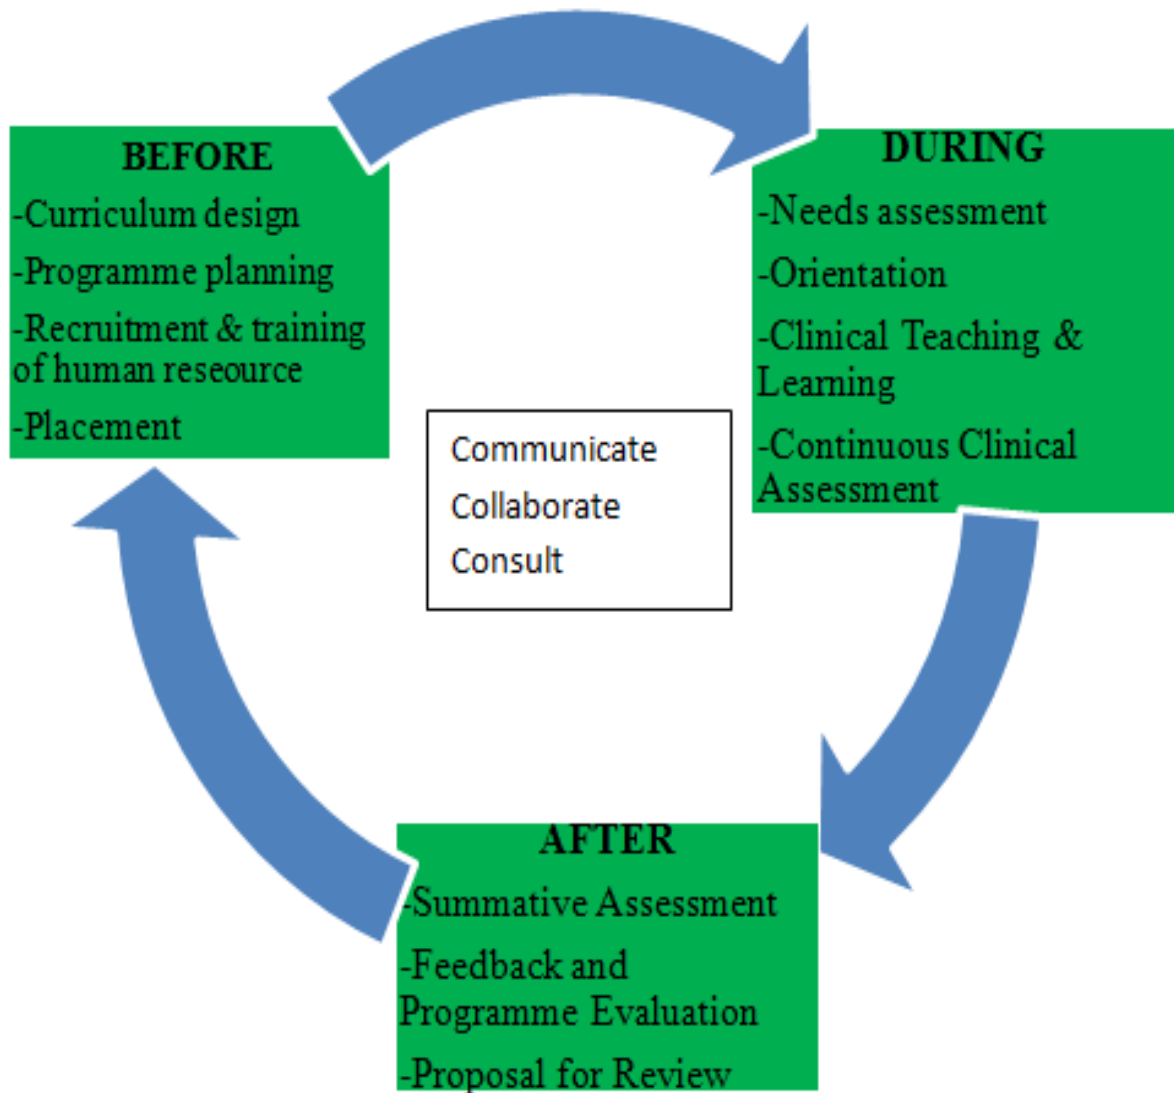 BEFORE
-Curriculum design
-Programme planning
-Recruitment & training
of human reseource
-Placement
DURING
-Needs assessment
-Orientation
-Clinical Teaching &
Learning
-Continuous Clinical
Assessment
Communicate
Collaborate
Consult
AFTER
-Summative Assessment
-Feedback and
Programme Evaluation
-Proposal for Review